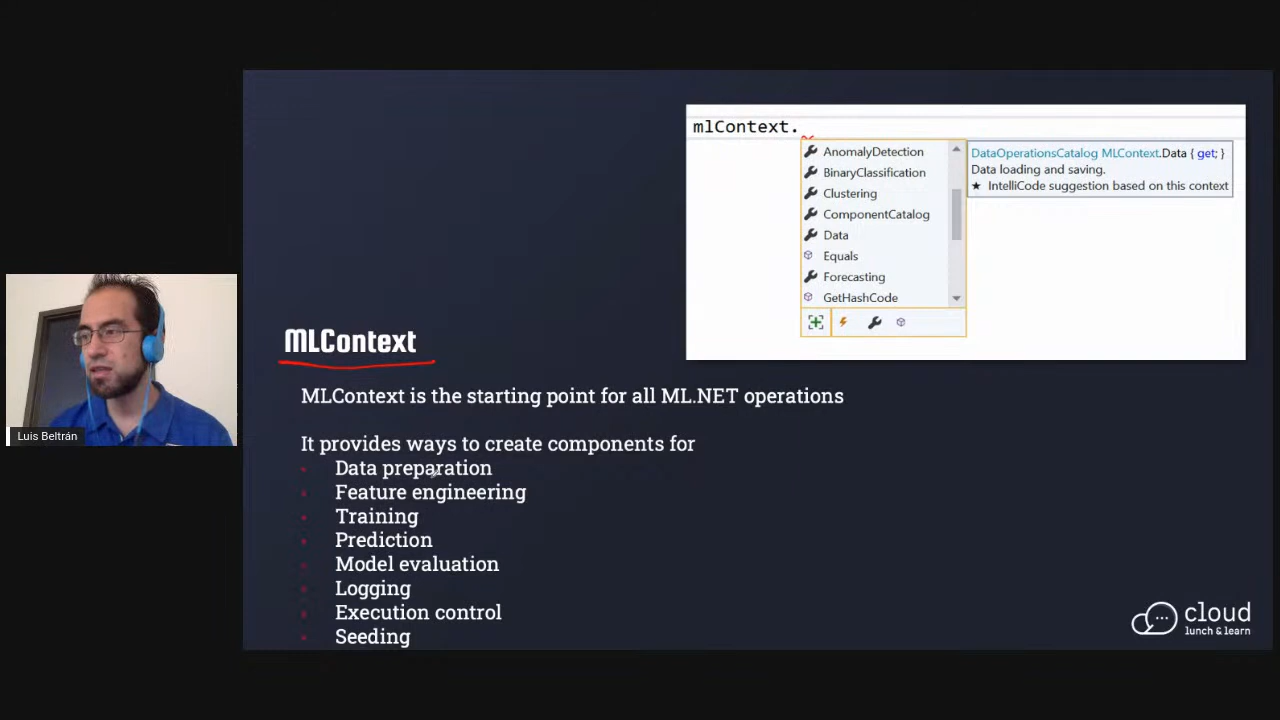 mlContext.
AnomalyDetection
BinaryClassification
Clustering
ComponentCatalog
Data
Equals
Forecasting
GetHashCode
DataOperationsCatalog MLContext.Data { get; }
Data loading and saving.
★ IntelliCode suggestion based on this context
MLContext
MLContext is the starting point for all ML.NET operations
It provides ways to create components for
• Data preparation
• Feature engineering
• Training
• Prediction
• Model evaluation
• Logging
• Execution control
• Seeding
Luis Beltrán
cloud
lunch & learn